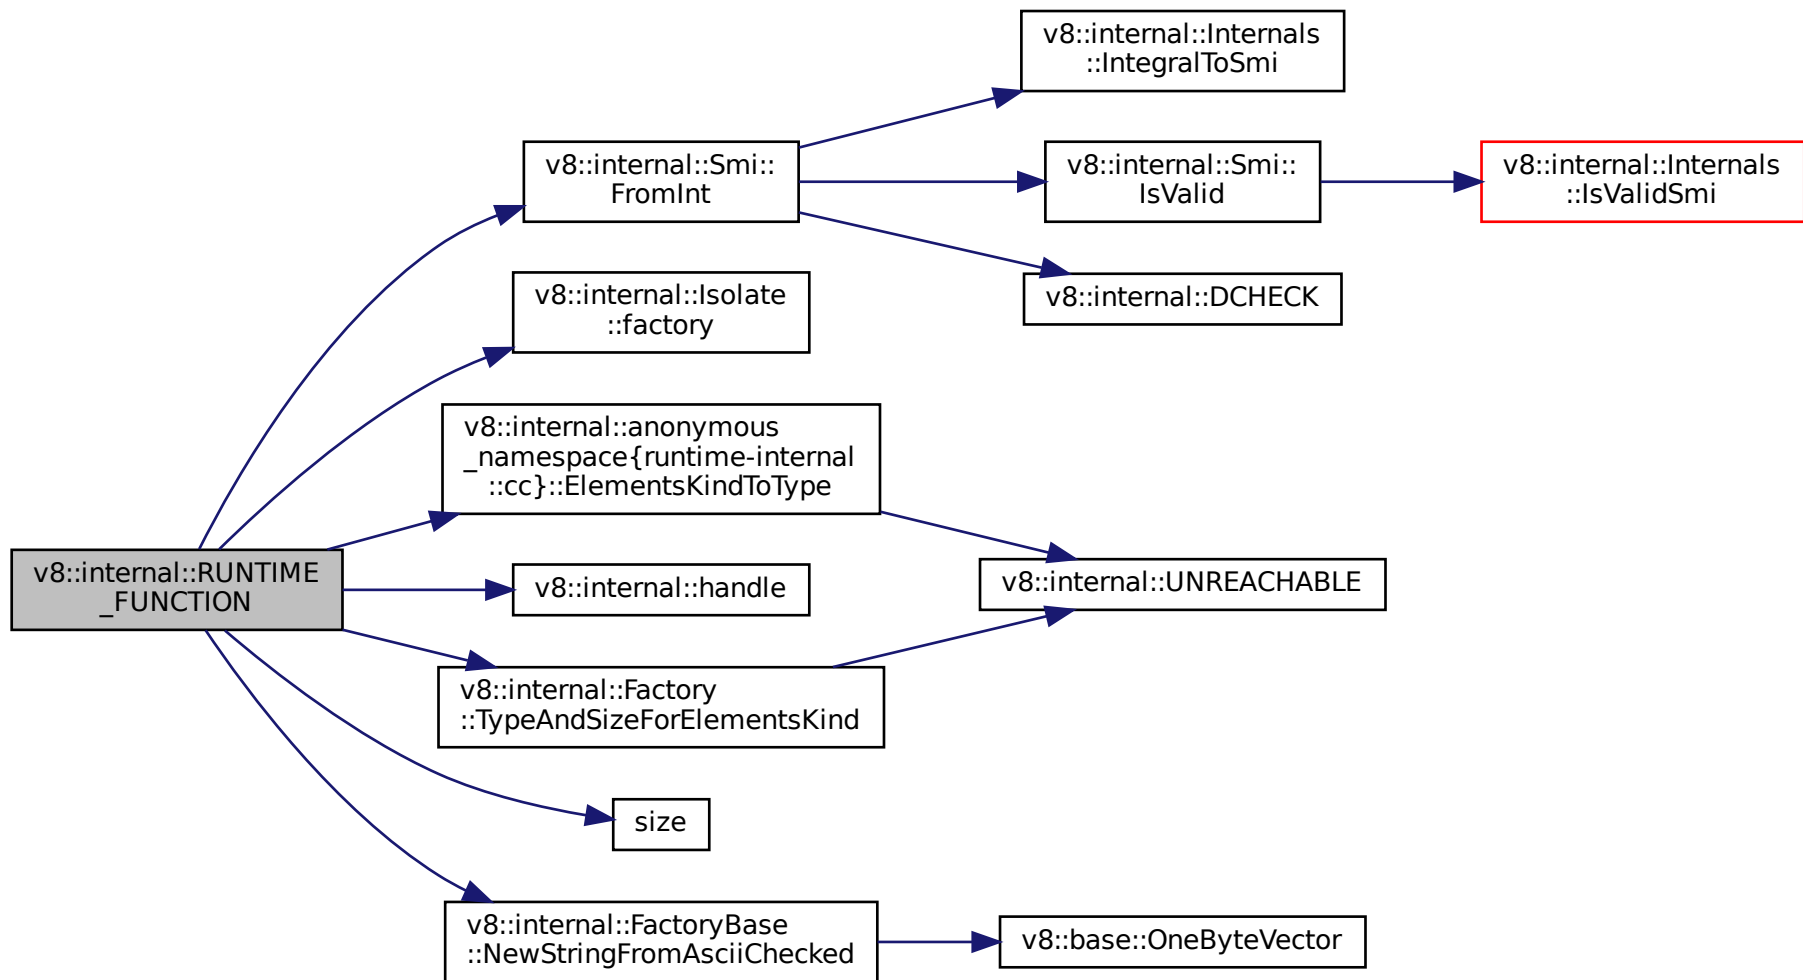 v8::internal::Internals
::IntegralToSmi
v8::internal::Smi::
FromInt
v8::internal::Smi::
IsValid
v8::internal::Internals
::IsValidSmi
v8::internal::Isolate
::factory
v8::internal::DCHECK
v8::internal::anonymous
_namespace{runtime-internal
::cc}::ElementsKindToType
v8::internal::RUNTIME
_FUNCTION
v8::internal::handle
v8::internal::UNREACHABLE
v8::internal::Factory
::TypeAndSizeForElementsKind
size
v8::internal::FactoryBase
::NewStringFromAsciiChecked
v8::base::OneByteVector